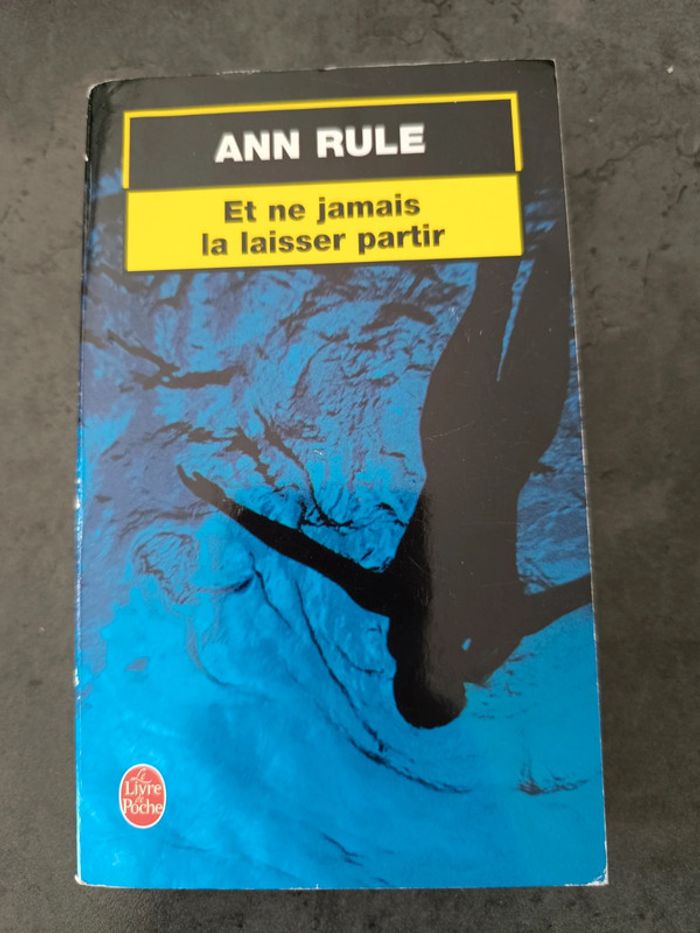 ANN RULE
Et ne jamais
la laisser partir
Le
Livre
de
Poche